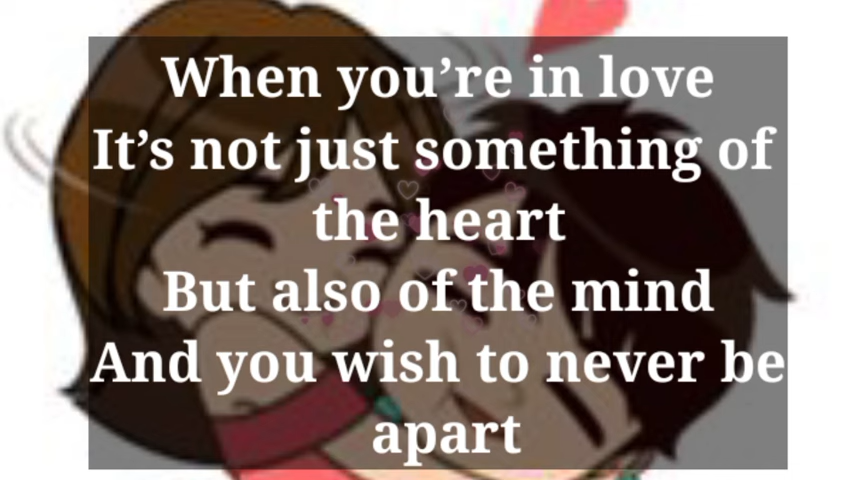 When you’re in love
It’s not just something of
the heart
But also of the mind
And you wish to never be
apart